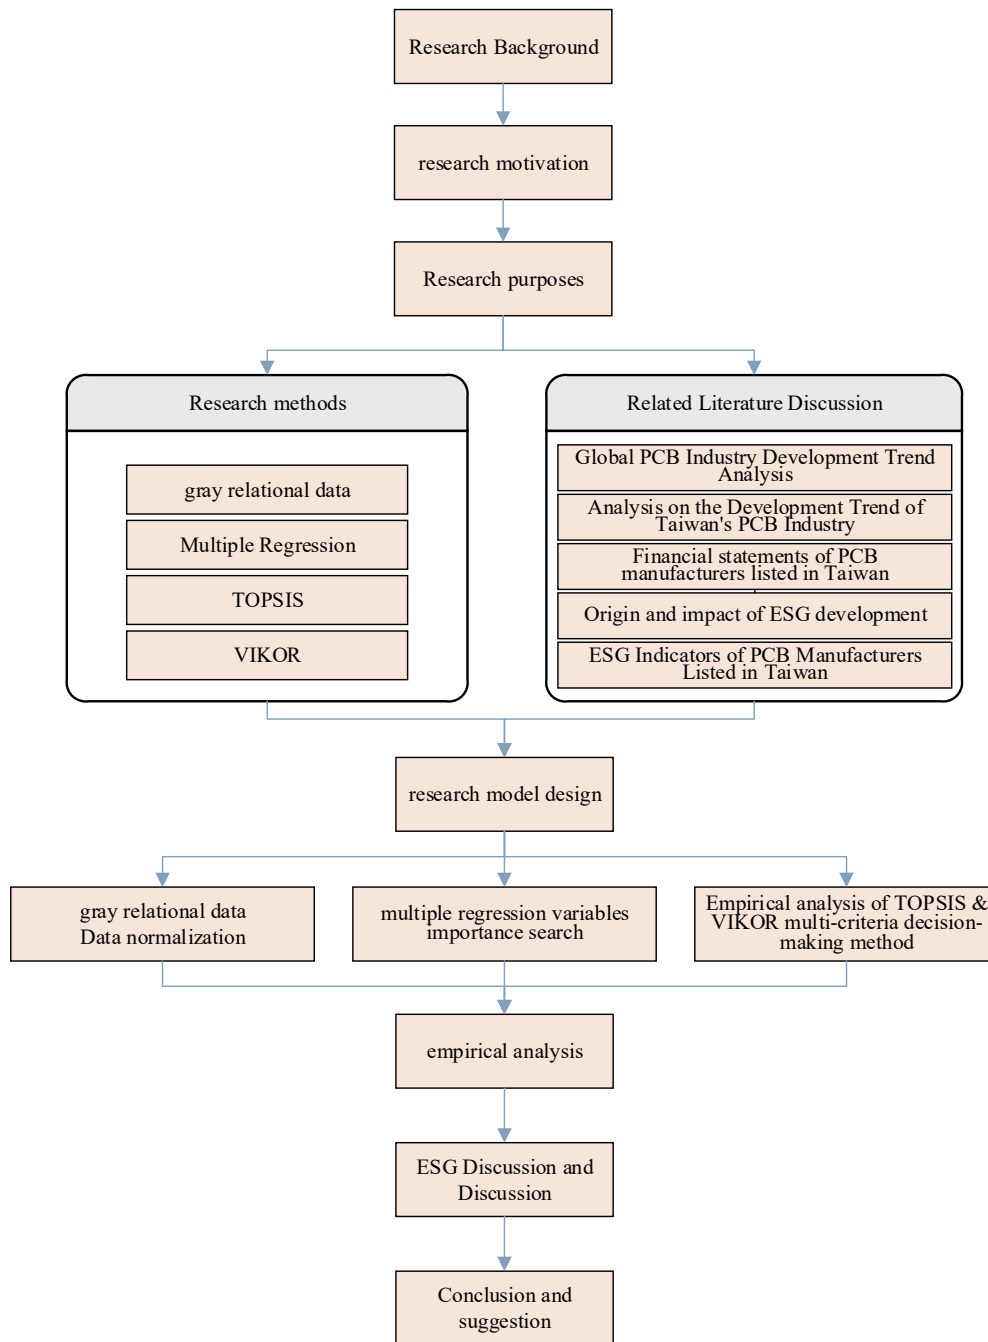 Research Background
research motivation
Research purposes
Research methods
gray relational data
Multiple Regression
TOPSIS
VIKOR
Related Literature Discussion
Global PCB Industry Development Trend
Analysis
Analysis on the Development Trend of
Taiwan's PCB Industry
Financial statements of PCB
manufacturers listed in Taiwan
Origin and impact of ESG development
ESG Indicators of PCB Manufacturers
Listed in Taiwan
research model design
gray relational data
Data normalization
multiple regression variables
importance search
Empirical analysis of TOPSIS &
VIKOR multi-criteria decision-
making method
empirical analysis
ESG Discussion and
Discussion
Conclusion and
suggestion